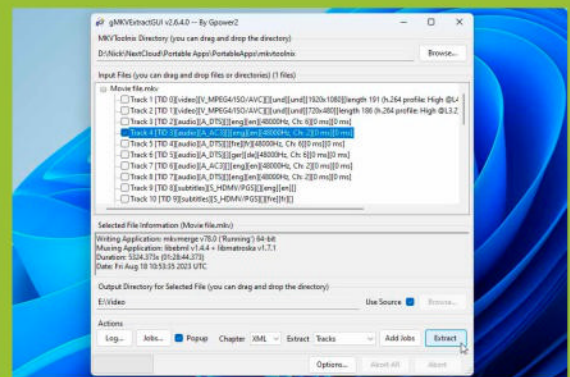 gMKVExtractGUI v2.6.4.0 -- By Gpower2
MKVToolnix Directory (you can drag and drop the directory)
D:\Nick\NextCloud\Portable Apps\PortableApps\mkvtoolnix
Browse...
Input Files (you can drag and drop files or directories) (1 files)
Movie file.mkv
Track 1 [TID 0][video][V_MPEG4/ISO/AVC][][und][und][1920x1080][length 191 (h.264 profile: High @L4
Track 2 [TID 1][video][V_MPEG4/ISO/AVC][][und][und][720x480][length 186 (h.264 profile: High @L3.2
Track 3 [TID 2][audio][A_DTS][][eng][en][48000Hz, Ch: 6][0 ms][0 ms]
Track 4 [TID 3][audio][A_AC3][][eng][en][48000Hz, Ch: 2][0 ms][0 ms]
Track 5 [TID 4][audio][A_DTS][][fre][fr][48000Hz, Ch: 6][0 ms][0 ms]
Track 6 [TID 5][audio][A_DTS][][ger][de][48000Hz, Ch: 6][0 ms][0 ms]
Track 7 [TID 6][audio][A_AC3][][eng][en][48000Hz, Ch: 2][0 ms][0 ms]
Track 8 [TID 7][audio][A_DTS][][eng][en][48000Hz, Ch: 2][0 ms][0 ms]
Track 9 [TID 8][subtitles][S_HDMV/PGS][][eng][en][]
Track 10 [TID 9][subtitles][S_HDMV/PGS][][fre][fr][]
Selected File Information (Movie file.mkv)
Writing Application: mkvmerge v78.0 ('Running') 64-bit
Muxing Application: libebml v1.4.4 + libmatroska v1.7.1
Duration: 5324.373s (01:28:44.373)
Date: Fri Aug 18 10:53:35 2023 UTC
Output Directory for Selected File (you can drag and drop the directory)
E:\Video
Use Source
Browse...
Actions
Log... Jobs... Popup Chapter XML Extract Tracks Add Jobs Extract
Options... Abort All Abort